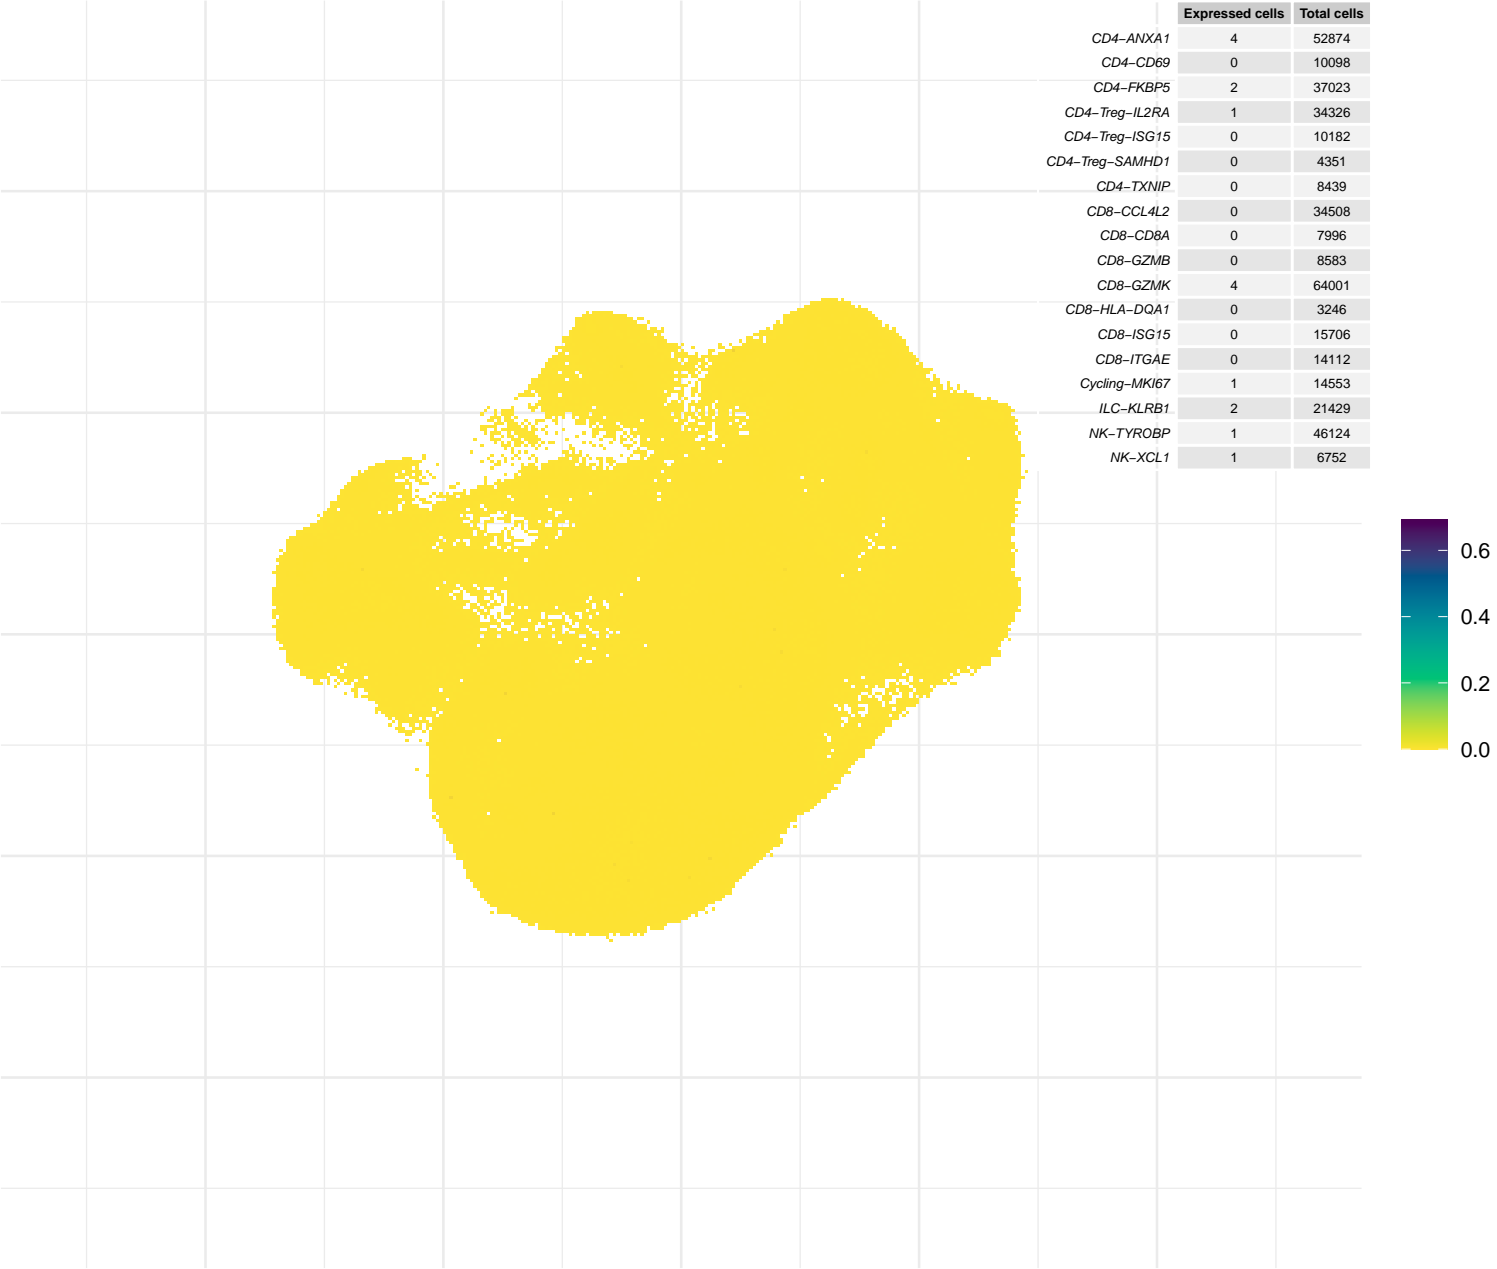 Expressed cells Total cells
CD4−ANXA1 4 52874
CD4−CD69 0 10098
CD4−FKBP5 2 37023
CD4−Treg−IL2RA 1 34326
CD4−Treg−ISG15 0 10182
CD4−Treg−SAMHD1 0 4351
CD4−TXNIP 0 8439
CD8−CCL4L2 0 34508
CD8−CD8A 0 7996
CD8−GZMB 0 8583
CD8−GZMK 4 64001
CD8−HLA−DQA1 0 3246
CD8−ISG15 0 15706
CD8−ITGAE 0 14112
Cycling−MKI67 1 14553
ILC−KLRB1 2 21429
NK−TYROBP 1 46124
NK−XCL1 1 6752
0.6
0.4
0.2
0.0